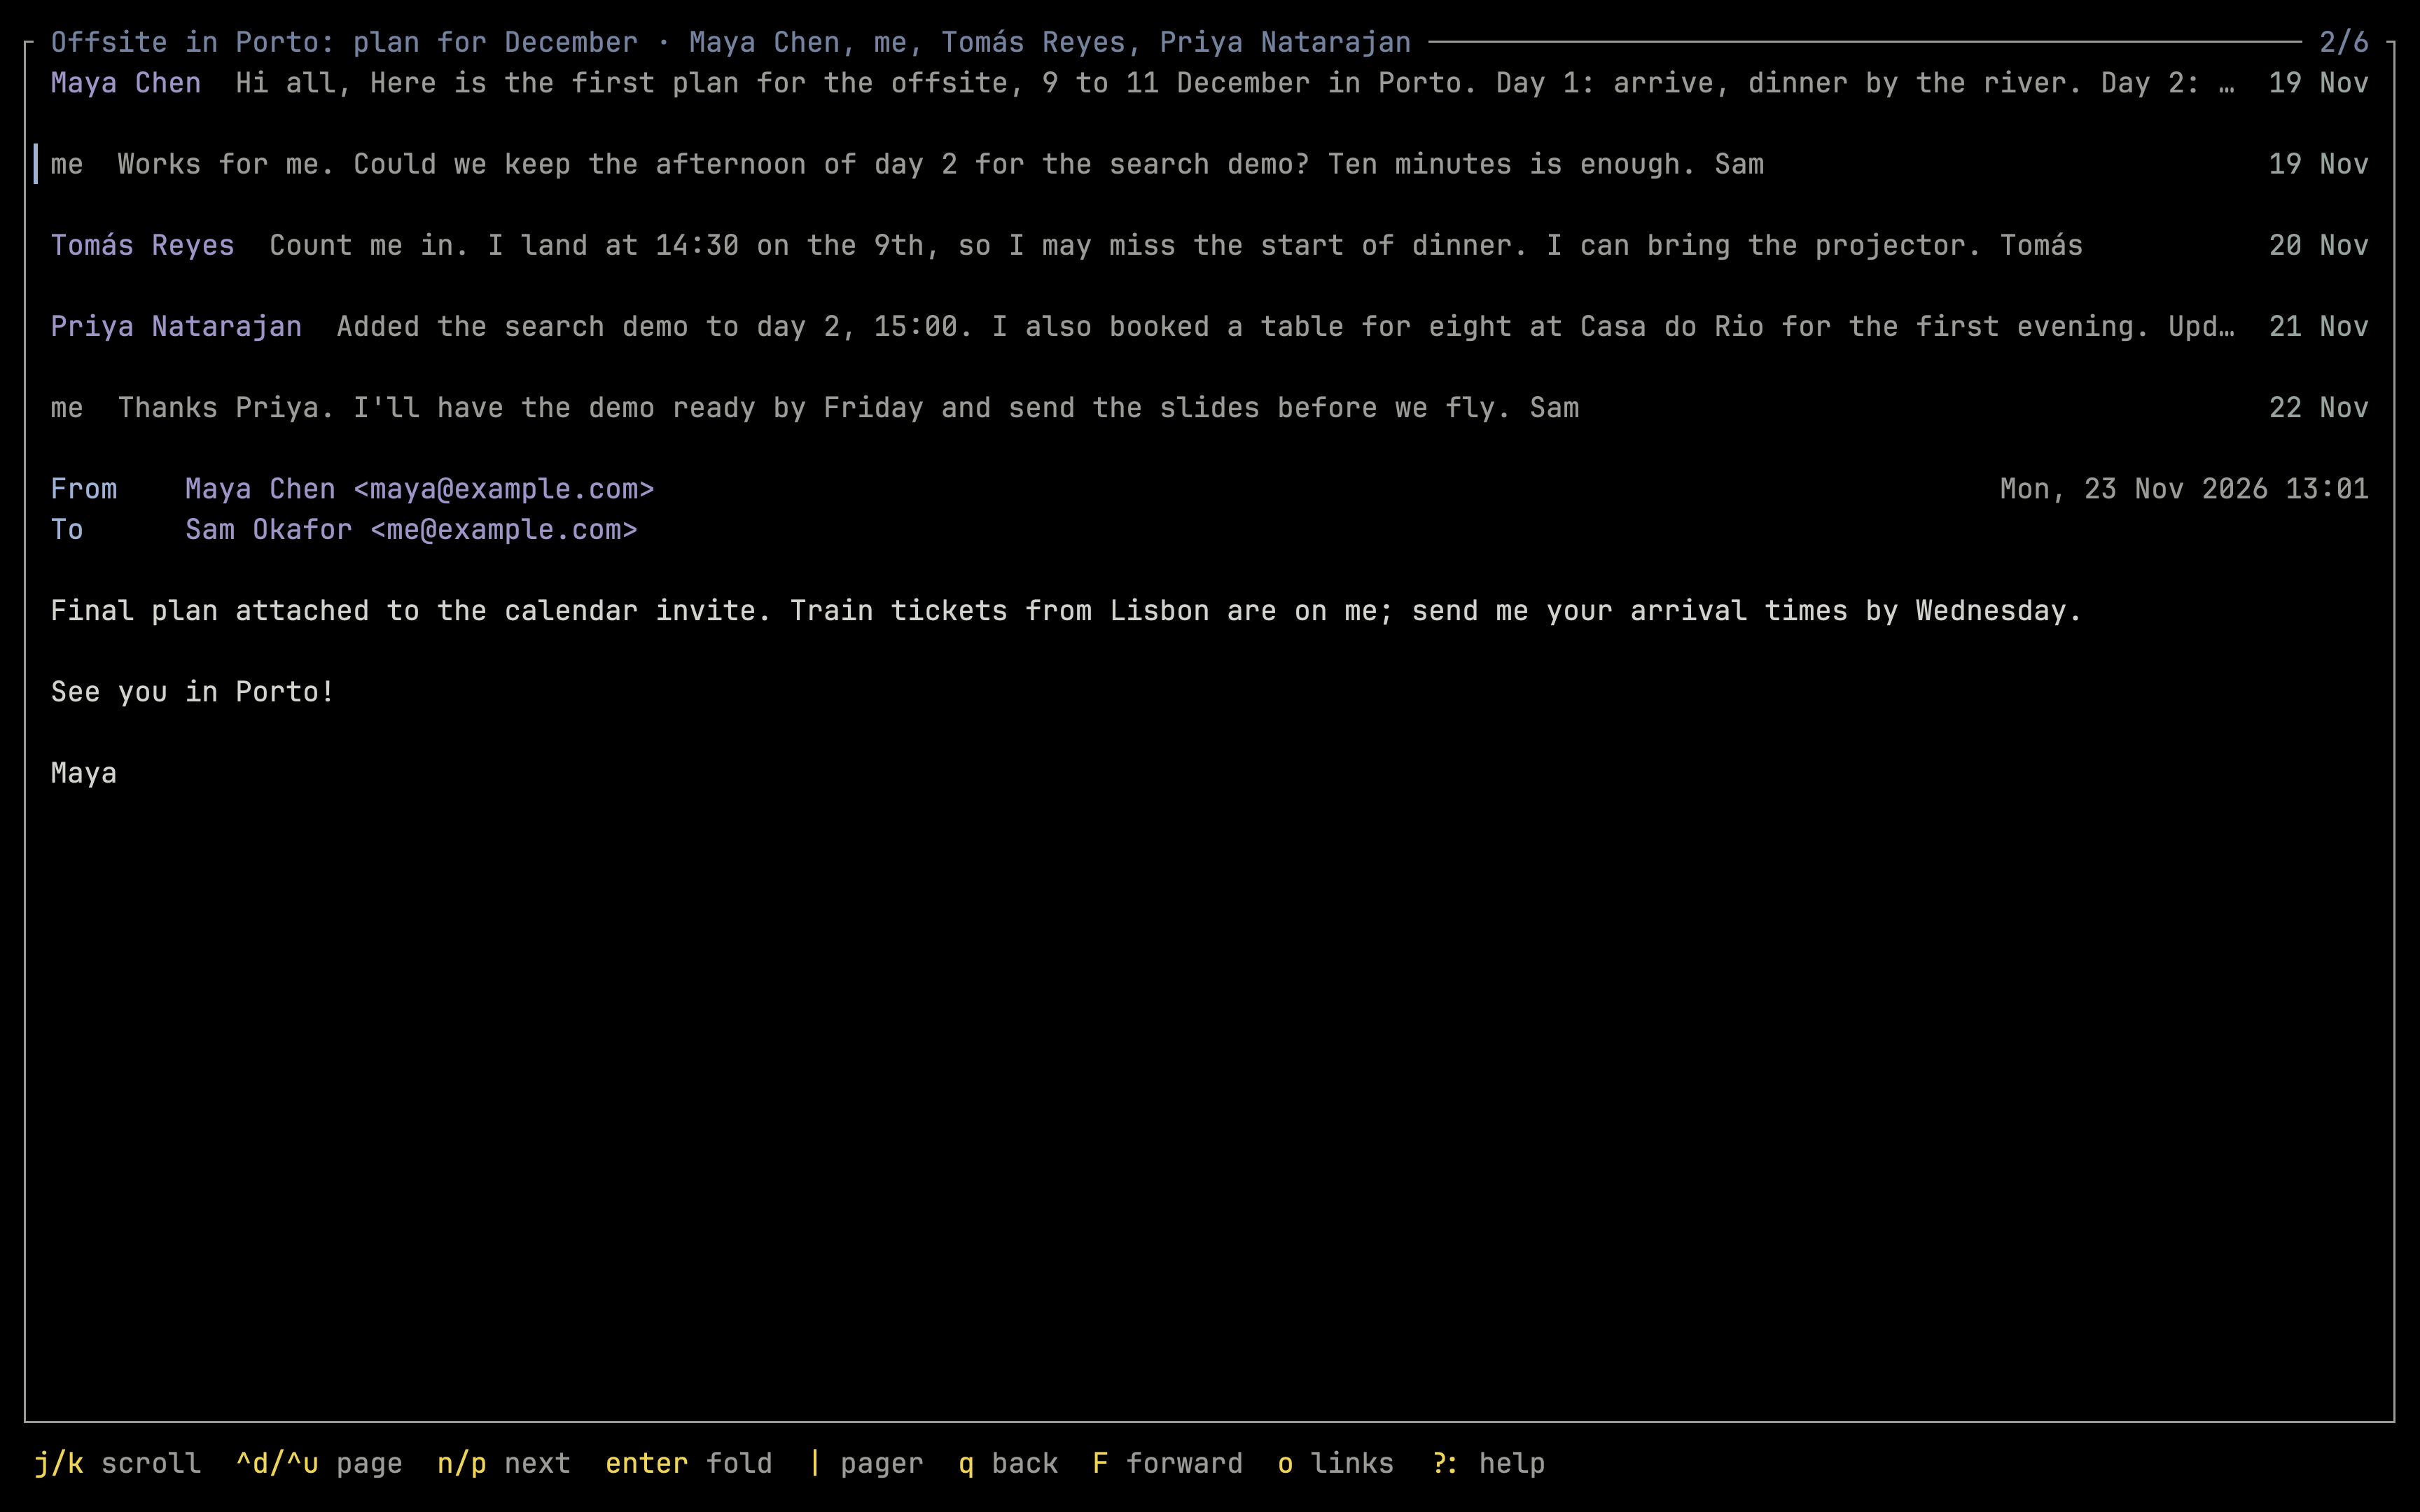 Offsite in Porto: plan for December · Maya Chen, me, Tomás Reyes, Priya Natarajan 2/6
Maya Chen  Hi all, Here is the first plan for the offsite, 9 to 11 December in Porto. Day 1: arrive, dinner by the river. Day 2: …  19 Nov
me  Works for me. Could we keep the afternoon of day 2 for the search demo? Ten minutes is enough. Sam  19 Nov
Tomás Reyes  Count me in. I land at 14:30 on the 9th, so I may miss the start of dinner. I can bring the projector. Tomás  20 Nov
Priya Natarajan  Added the search demo to day 2, 15:00. I also booked a table for eight at Casa do Rio for the first evening. Upd…  21 Nov
me  Thanks Priya. I'll have the demo ready by Friday and send the slides before we fly. Sam  22 Nov
From  Maya Chen <maya@example.com>  Mon, 23 Nov 2026 13:01
To  Sam Okafor <me@example.com>
Final plan attached to the calendar invite. Train tickets from Lisbon are on me; send me your arrival times by Wednesday.
See you in Porto!
Maya
j/k scroll  ^d/^u page  n/p next  enter fold  | pager  q back  F forward  o links  ?: help